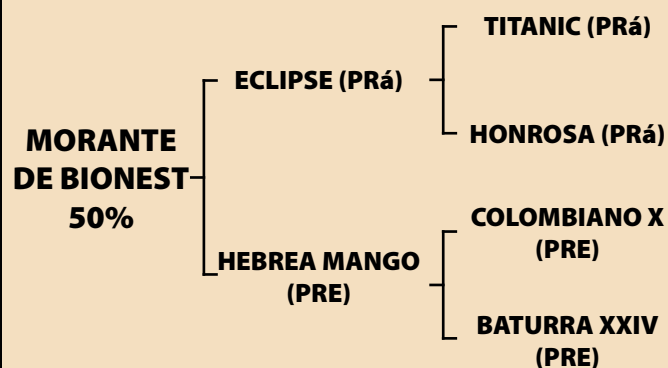 MORANTE
DE BIONEST
50%
ECLIPSE (PRá)
TITANIC (PRá)
HONROSA (PRá)
HEBREA MANGO
(PRE)
COLOMBIANO X
(PRE)
BATURRA XXIV
(PRE)